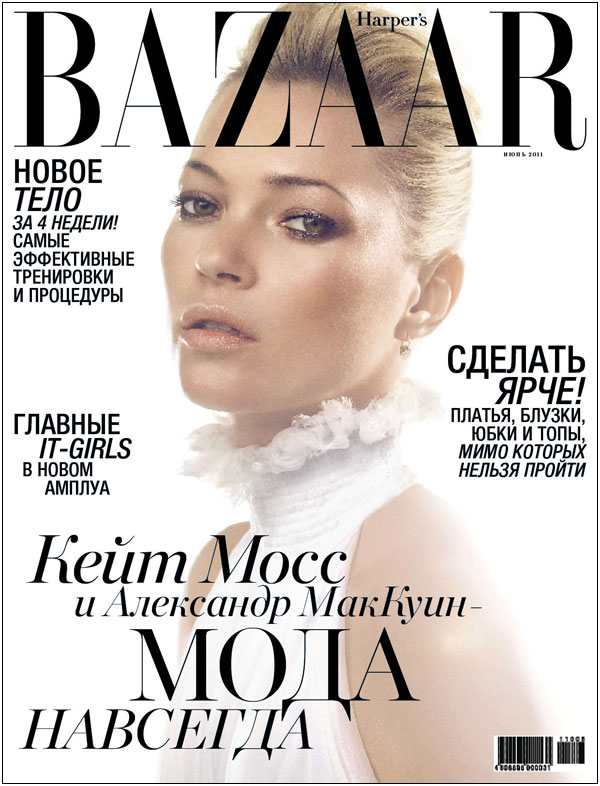 Harper's
BAZAAR
ИЮНЬ 2011
НОВОЕ
ТЕЛО
ЗА 4 НЕДЕЛИ!
САМЫЕ
ЭФФЕКТИВНЫЕ
ТРЕНИРОВКИ
И ПРОЦЕДУРЫ
СДЕЛАТЬ
ЯРЧЕ!
ПЛАТЬЯ, БЛУЗКИ,
ЮБКИ И ТОПЫ,
МИМО КОТОРЫХ
НЕЛЬЗЯ ПРОЙТИ
ГЛАВНЫЕ
IT-GIRLS
В НОВОМ
АМПЛУА
Кейт Мосс
и Александр МакКуин-
МОДА
НАВСЕГДА